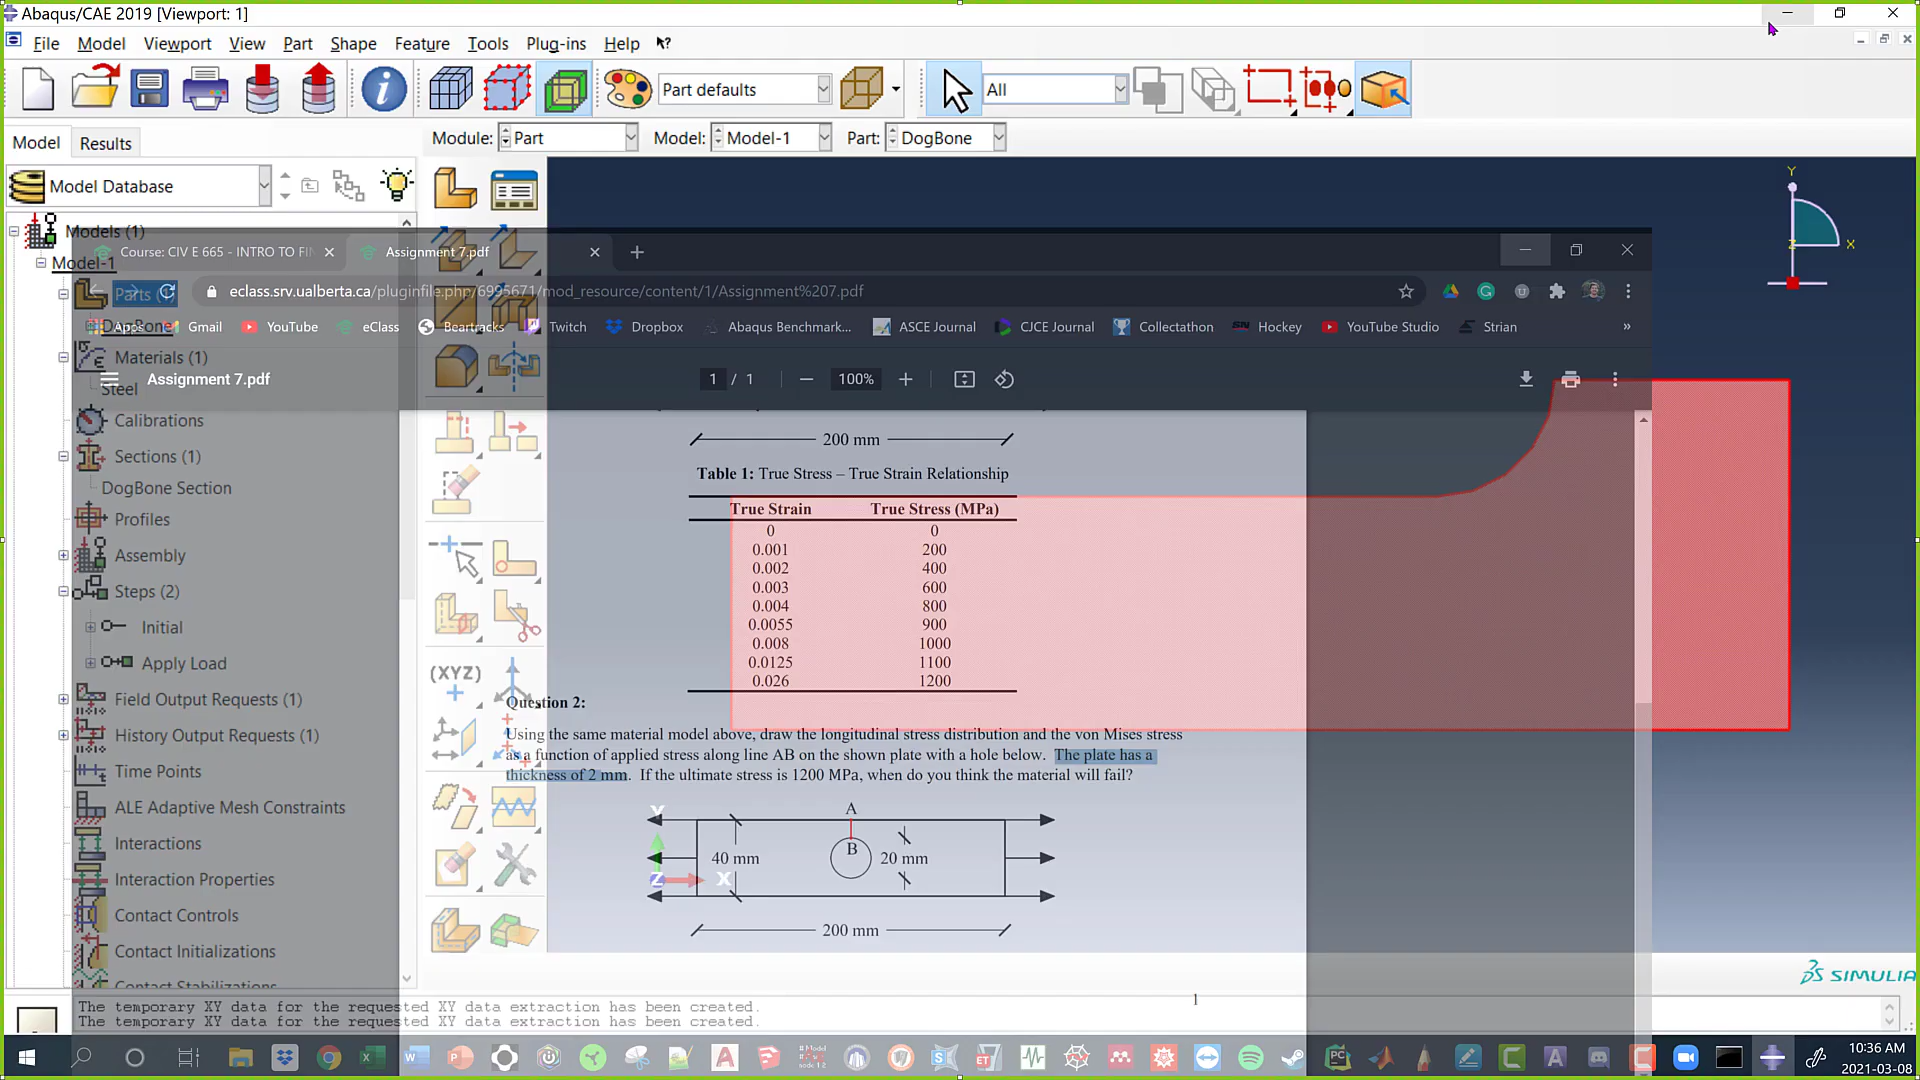 Abaqus/CAE 2019 [Viewport: 1]
File Model Viewport View Part Shape Feature Tools Plug-ins Help
Part defaults All
Model Results Module: Part Model: Model-1 Part: DogBone
Model Database
Models (1)
Model-1
Parts (1)
DogBone
Materials (1)
Steel
Calibrations
Sections (1)
DogBone Section
Profiles
Assembly
Steps (2)
Initial
Apply Load
Field Output Requests (1)
History Output Requests (1)
Time Points
ALE Adaptive Mesh Constraints
Interactions
Interaction Properties
Contact Controls
Contact Initializations
Contact Stabilizations
(XYZ)
Y
Z X
Course: CIV E 665 - INTRO TO FIN
Assignment 7.pdf
eclass.srv.ualberta.ca/pluginfile.php/6995671/mod_resource/content/1/Assignment%207.pdf
Apps Gmail YouTube eClass Beartracks Twitch Dropbox Abaqus Benchmark... ASCE Journal CJCE Journal Collectathon Hockey YouTube Studio Strian »
Assignment 7.pdf 1 / 1 100%
200 mm
Table 1: True Stress – True Strain Relationship
True Strain True Stress (MPa)
0 0
0.001 200
0.002 400
0.003 600
0.004 800
0.0055 900
0.008 1000
0.0125 1100
0.026 1200
Question 2:
Using the same material model above, draw the longitudinal stress distribution and the von Mises stress
as a function of applied stress along line AB on the shown plate with a hole below. The plate has a
thickness of 2 mm. If the ultimate stress is 1200 MPa, when do you think the material will fail?
A
Y
B
40 mm 20 mm
Z X
200 mm
1
SIMULIA
The temporary XY data for the requested XY data extraction has been created.
The temporary XY data for the requested XY data extraction has been created.
10:36 AM
2021-03-08